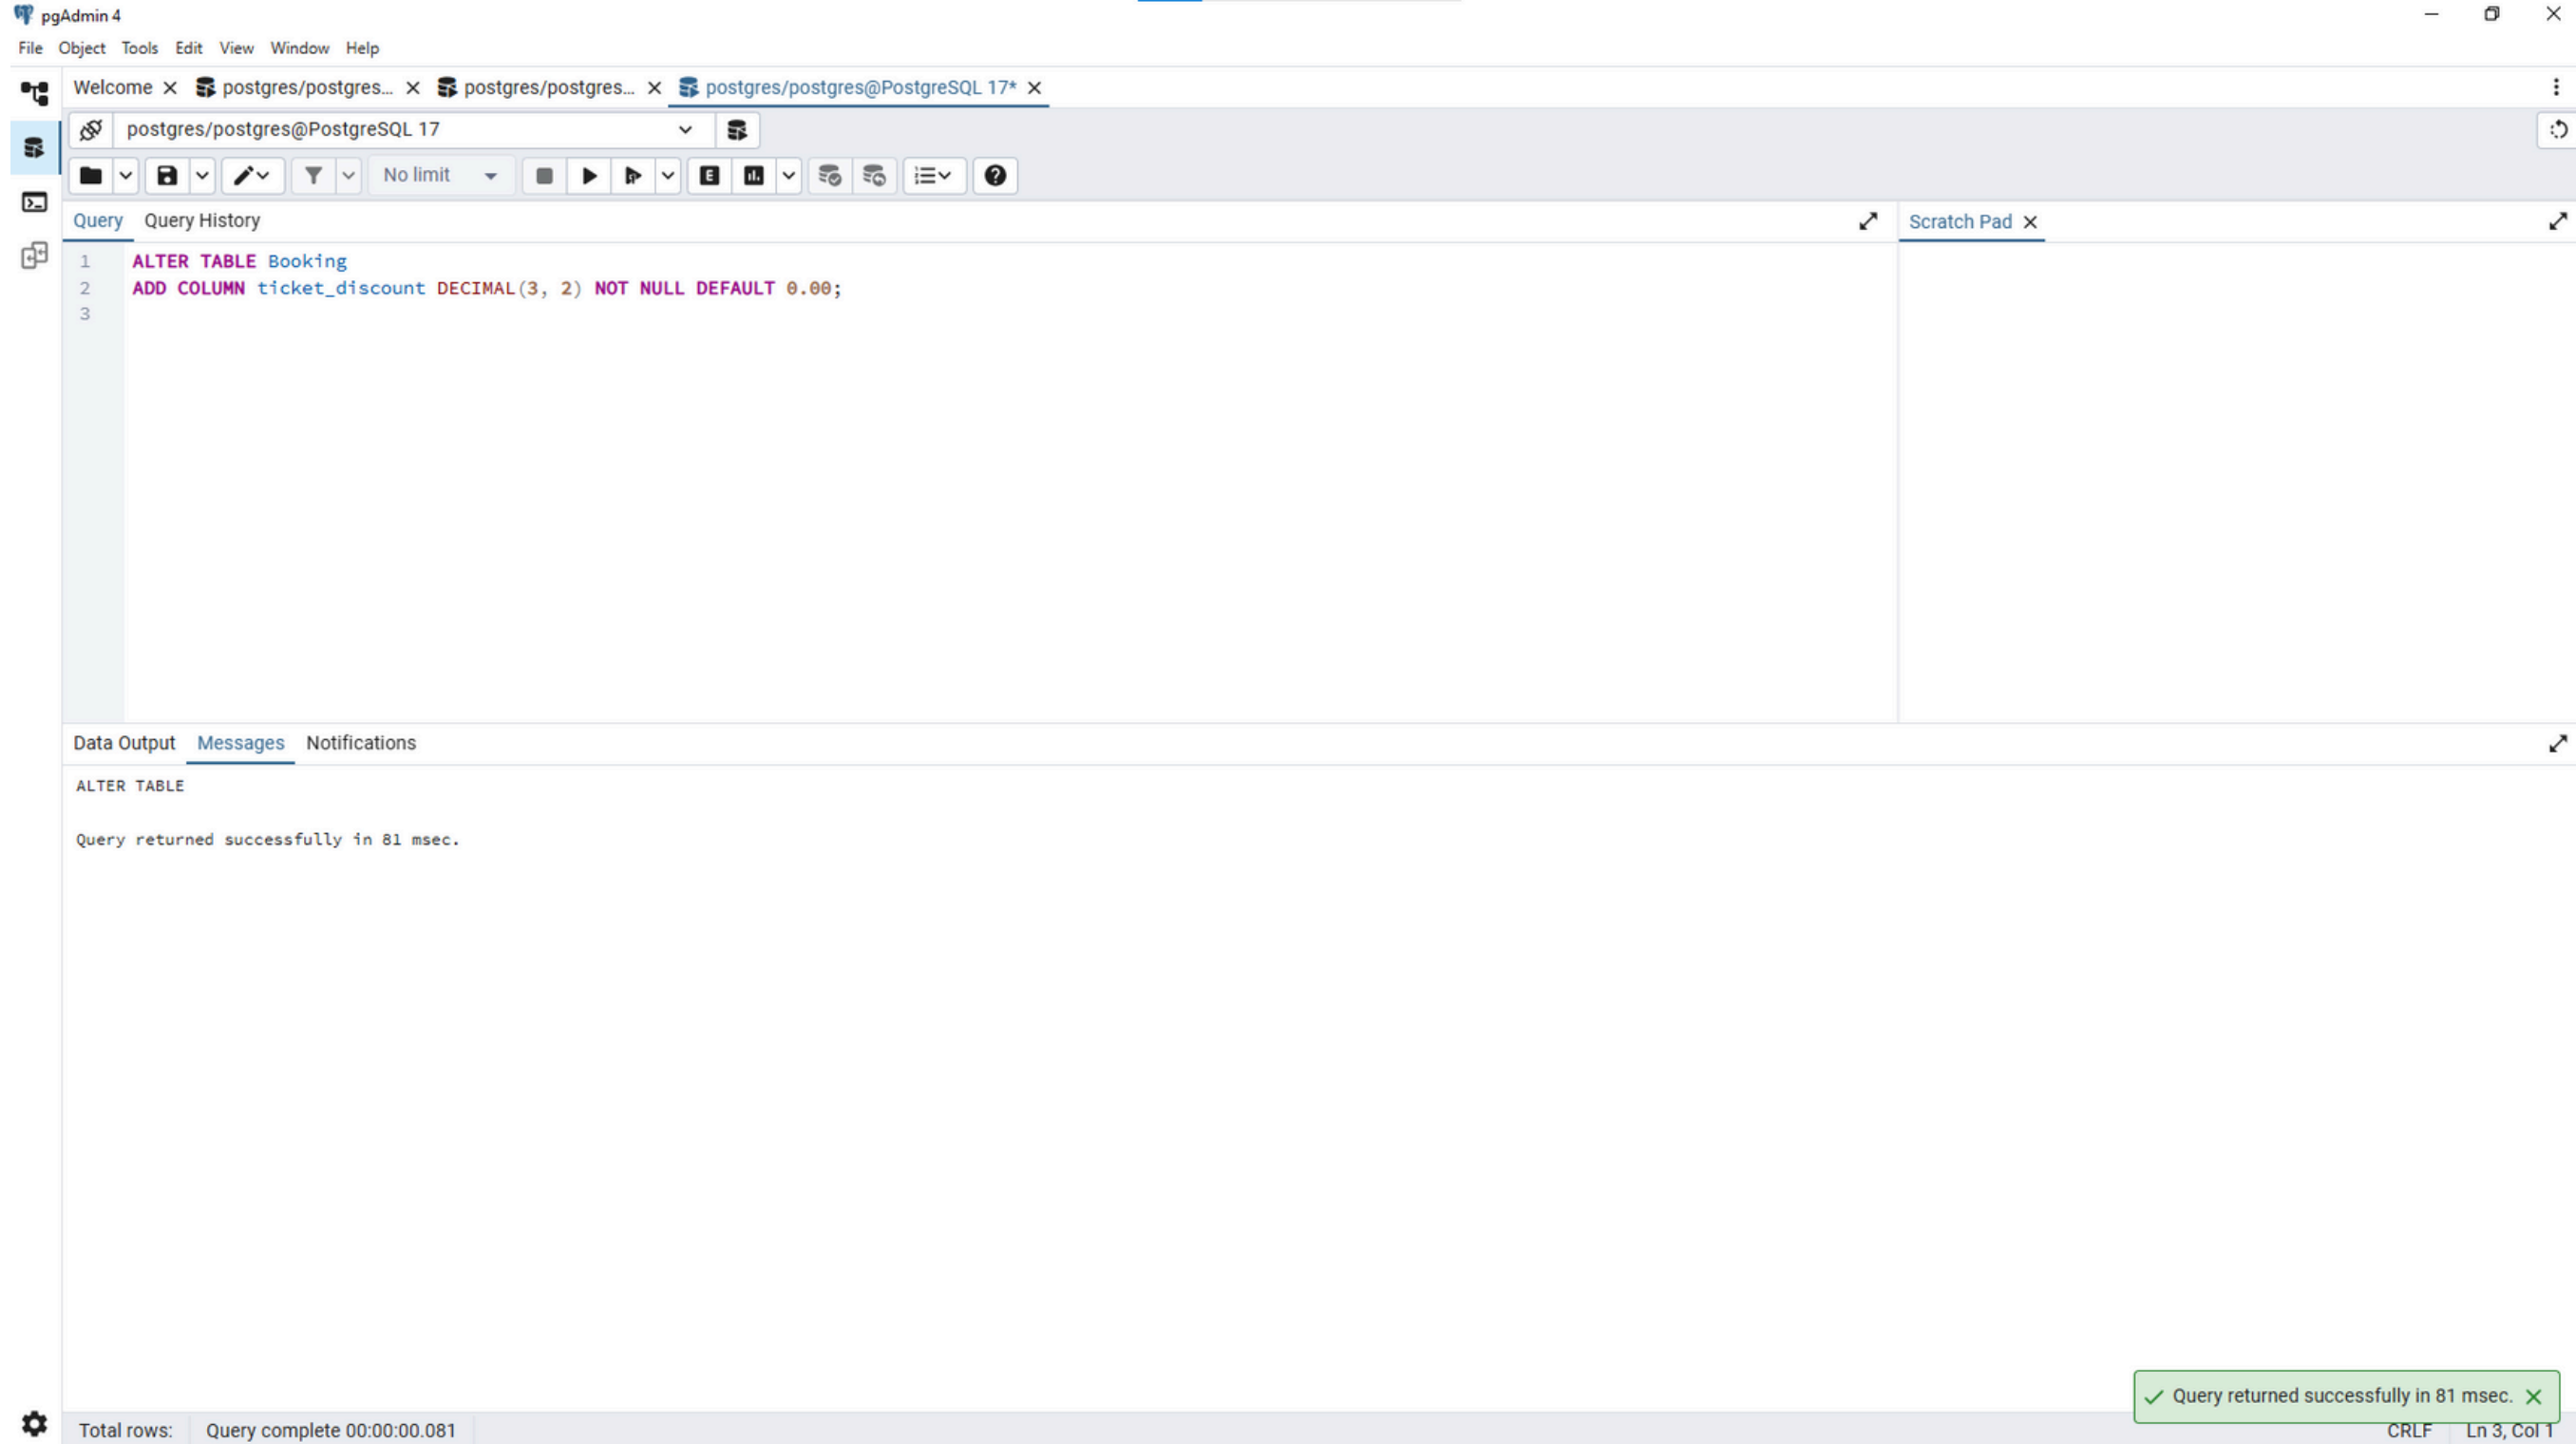 pgAdmin 4
File Object Tools Edit View Window Help
Welcome postgres/postgres... postgres/postgres... postgres/postgres@PostgreSQL 17*
postgres/postgres@PostgreSQL 17
No limit
Query Query History
Scratch Pad
1 ALTER TABLE Booking
2 ADD COLUMN ticket_discount DECIMAL(3, 2) NOT NULL DEFAULT 0.00;
3
Data Output Messages Notifications
ALTER TABLE
Query returned successfully in 81 msec.
Query returned successfully in 81 msec.
Total rows: Query complete 00:00:00.081 CRLF Ln 3, Col 1